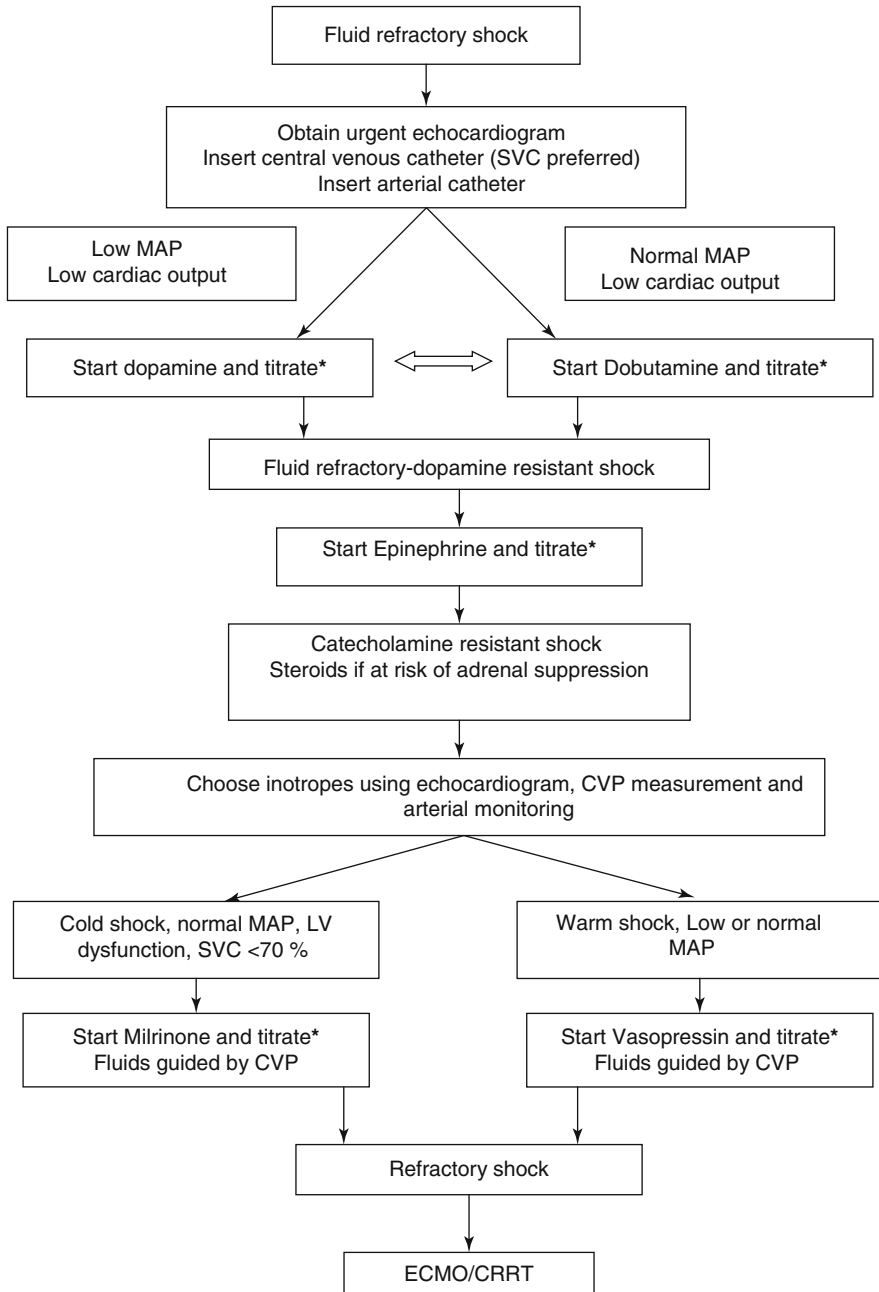 Fluid refractory shock
Obtain urgent echocardiogram
Insert central venous catheter (SVC preferred)
Insert arterial catheter
Low MAP
Low cardiac output
Normal MAP
Low cardiac output
Start dopamine and titrate*
Start Dobutamine and titrate*
Fluid refractory-dopamine resistant shock
Start Epinephrine and titrate*
Catecholamine resistant shock
Steroids if at risk of adrenal suppression
Choose inotropes using echocardiogram, CVP measurement and
arterial monitoring
Cold shock, normal MAP, LV
dysfunction, SVC <70 %
Warm shock, Low or normal
MAP
Start Milrinone and titrate*
Fluids guided by CVP
Start Vasopressin and titrate*
Fluids guided by CVP
Refractory shock
ECMO/CRRT